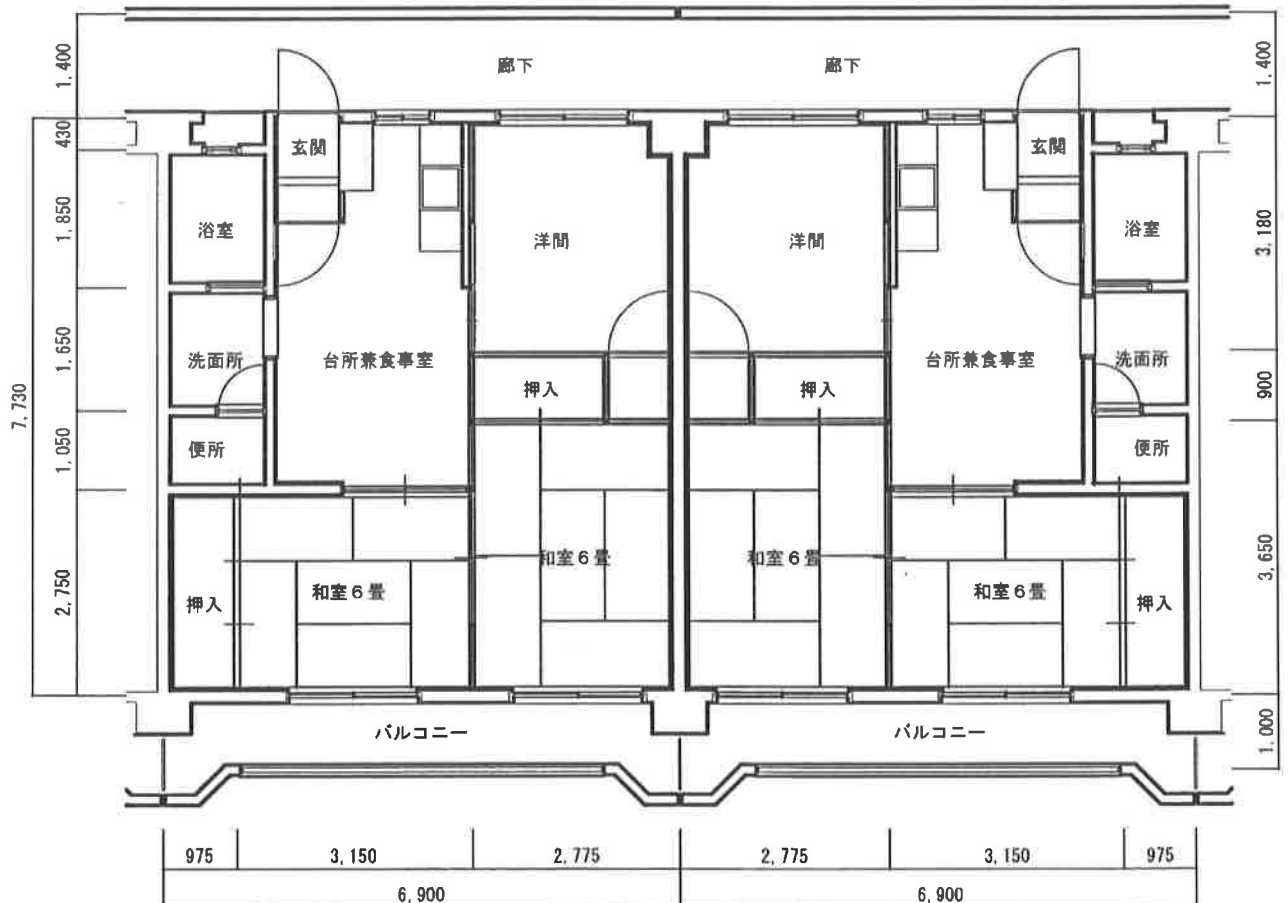 廊下
廊下
1,400
1,400
430
玄関
玄関
1,850
浴室
洋間
洋間
浴室
3,180
7,730
1,650
洗面所
台所兼食事室
押入
押入
台所兼食事室
洗面所
900
1,050
便所
便所
2,750
押入
和室6畳
和室6畳
和室6畳
和室6畳
押入
3,650
バルコニー
バルコニー
1,000
975
3,150
2,775
2,775
3,150
975
6,900
6,900